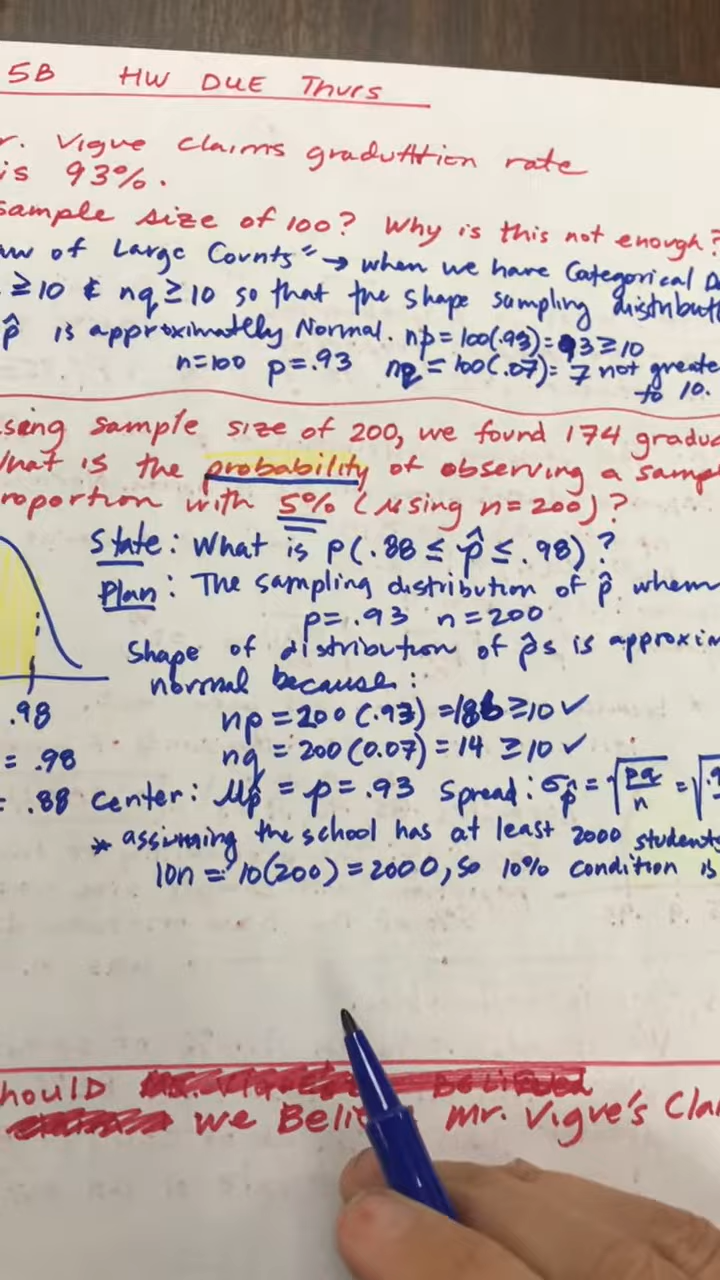 5B HW DUE Thurs
r. Vigue claims graduation rate
is 93%.
sample size of 100? Why is this not enough?
aw of Large Counts" → when we have Categorical D
≥10 & nq ≥10 so that the shape sampling distribut
p̂ is approximatelly Normal. np = 100(.93) = 93 ≥10
n=100 p=.93 nq = 100(.07) = 7 not greate
to 10.
sing sample size of 200, we found 174 gradu
hat is the probability of observing a samp
roportion with 5% (using n=200)?
State: What is P(.88 ≤ p̂ ≤ .98)?
Plan: The sampling distribution of p̂ when
p=.93 n=200
Shape of distribution of p̂s is approxim
normal because:
.98 np = 200(.93) = 186 ≥10 ✓
= .98 nq = 200(0.07) = 14 ≥10 ✓
= .88 Center: μp̂ = p = .93 Spread: σp̂ = √pq/n = √.9
* assuming the school has at least 2000 students
10n = 10(200) = 2000, so 10% condition is
hould
we Beli Mr. Vigue's Cla